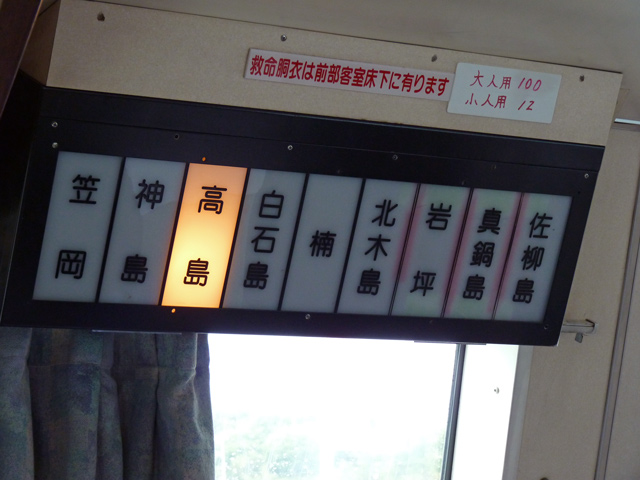 救命胴衣は前部客室床下に有ります
大人用 100
小人用 12
笠岡
神島
高島
白石島
楠
北木島
岩坪
真鍋島
佐柳島